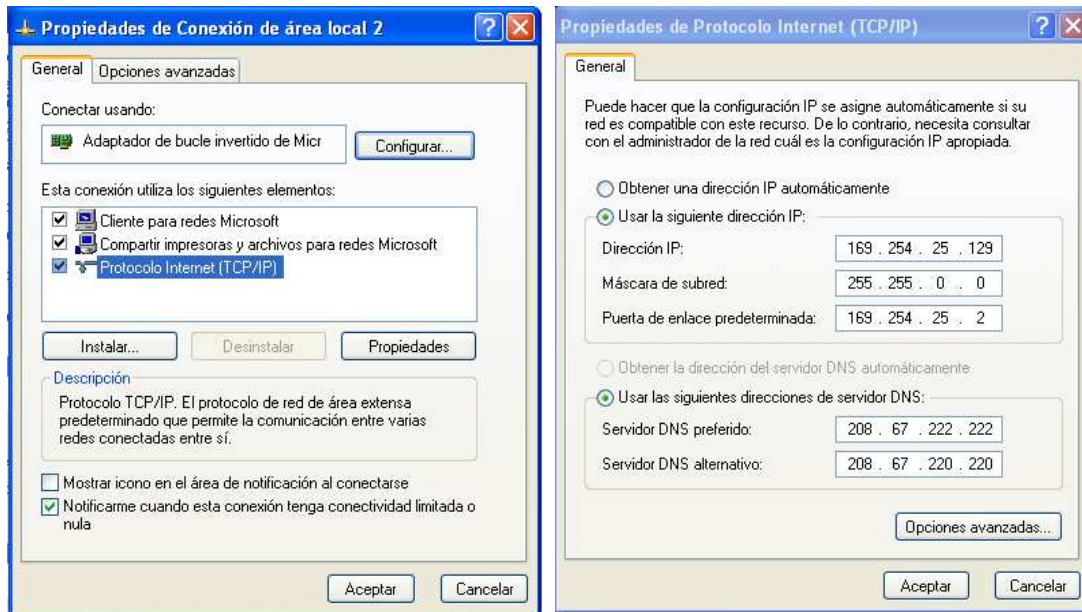 Propiedades de Conexión de área local 2
General
Opciones avanzadas
Conectar usando:
Adaptador de bucle invertido de Micr
Configurar...
Esta conexión utiliza los siguientes elementos:
Cliente para redes Microsoft
Compartir impresoras y archivos para redes Microsoft
Protocolo Internet (TCP/IP)
Instalar...
Desinstalar
Propiedades
Descripción
Protocolo TCP/IP. El protocolo de red de área extensa
predeterminado que permite la comunicación entre varias
redes conectadas entre sí.
Mostrar icono en el área de notificación al conectarse
Notificarme cuando esta conexión tenga conectividad limitada o
nula
Aceptar
Cancelar
Propiedades de Protocolo Internet (TCP/IP)
General
Puede hacer que la configuración IP se asigne automáticamente si su
red es compatible con este recurso. De lo contrario, necesita consultar
con el administrador de la red cuál es la configuración IP apropiada.
Obtener una dirección IP automáticamente
Usar la siguiente dirección IP:
Dirección IP: 169 . 254 . 25 . 129
Máscara de subred: 255 . 255 . 0 . 0
Puerta de enlace predeterminada: 169 . 254 . 25 . 2
Obtener la dirección del servidor DNS automáticamente
Usar las siguientes direcciones de servidor DNS:
Servidor DNS preferido: 208 . 67 . 222 . 222
Servidor DNS alternativo: 208 . 67 . 220 . 220
Opciones avanzadas...
Aceptar
Cancelar